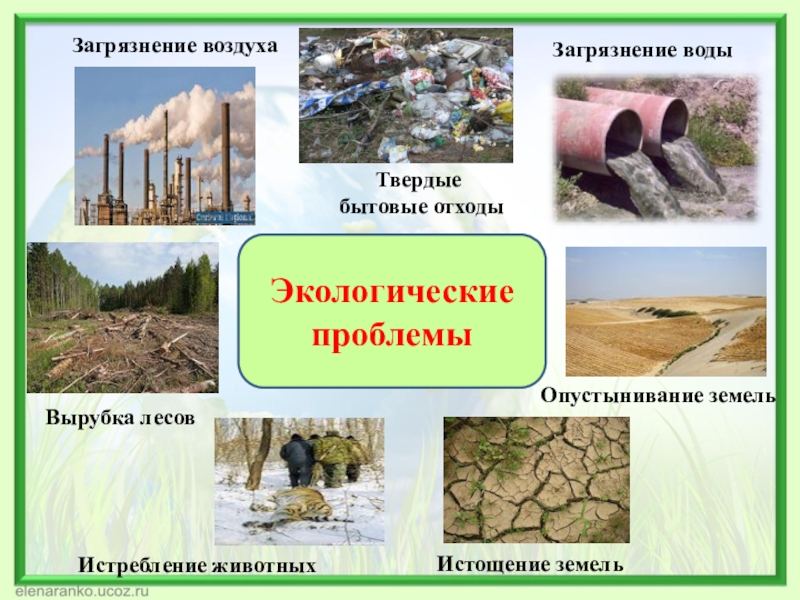 Загрязнение воздуха
Загрязнение воды
Твердые
бытовые отходы
Экологические
проблемы
Вырубка лесов
Опустынивание земель
Истребление животных
Истощение земель
elenaranko.ucoz.ru